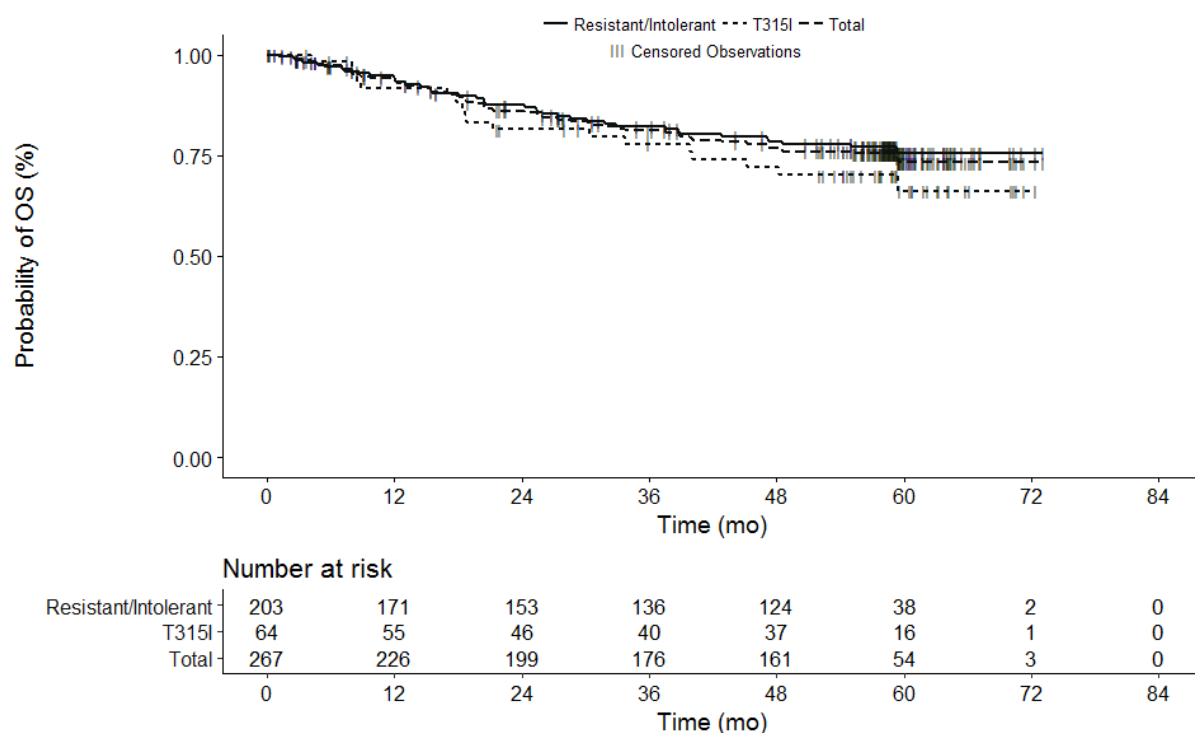 Resistant/Intolerant T315I Total
Censored Observations
Probability of OS (%)
1.00
0.75
0.50
0.25
0.00
0 12 24 36 48 60 72 84
Time (mo)
Number at risk
Resistant/Intolerant 203 171 153 136 124 38 2 0
T315I 64 55 46 40 37 16 1 0
Total 267 226 199 176 161 54 3 0
0 12 24 36 48 60 72 84
Time (mo)